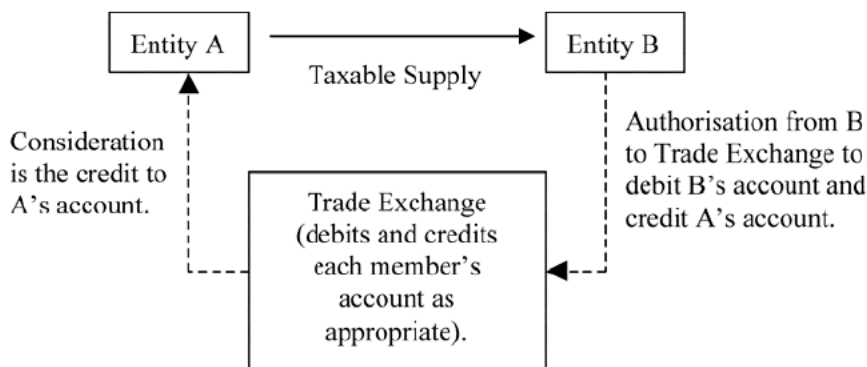 Entity A
Entity B
Taxable Supply
Consideration
is the credit to
A's account.
Authorisation from B
to Trade Exchange to
debit B's account and
credit A's account.
Trade Exchange
(debits and credits
each member's
account as
appropriate).